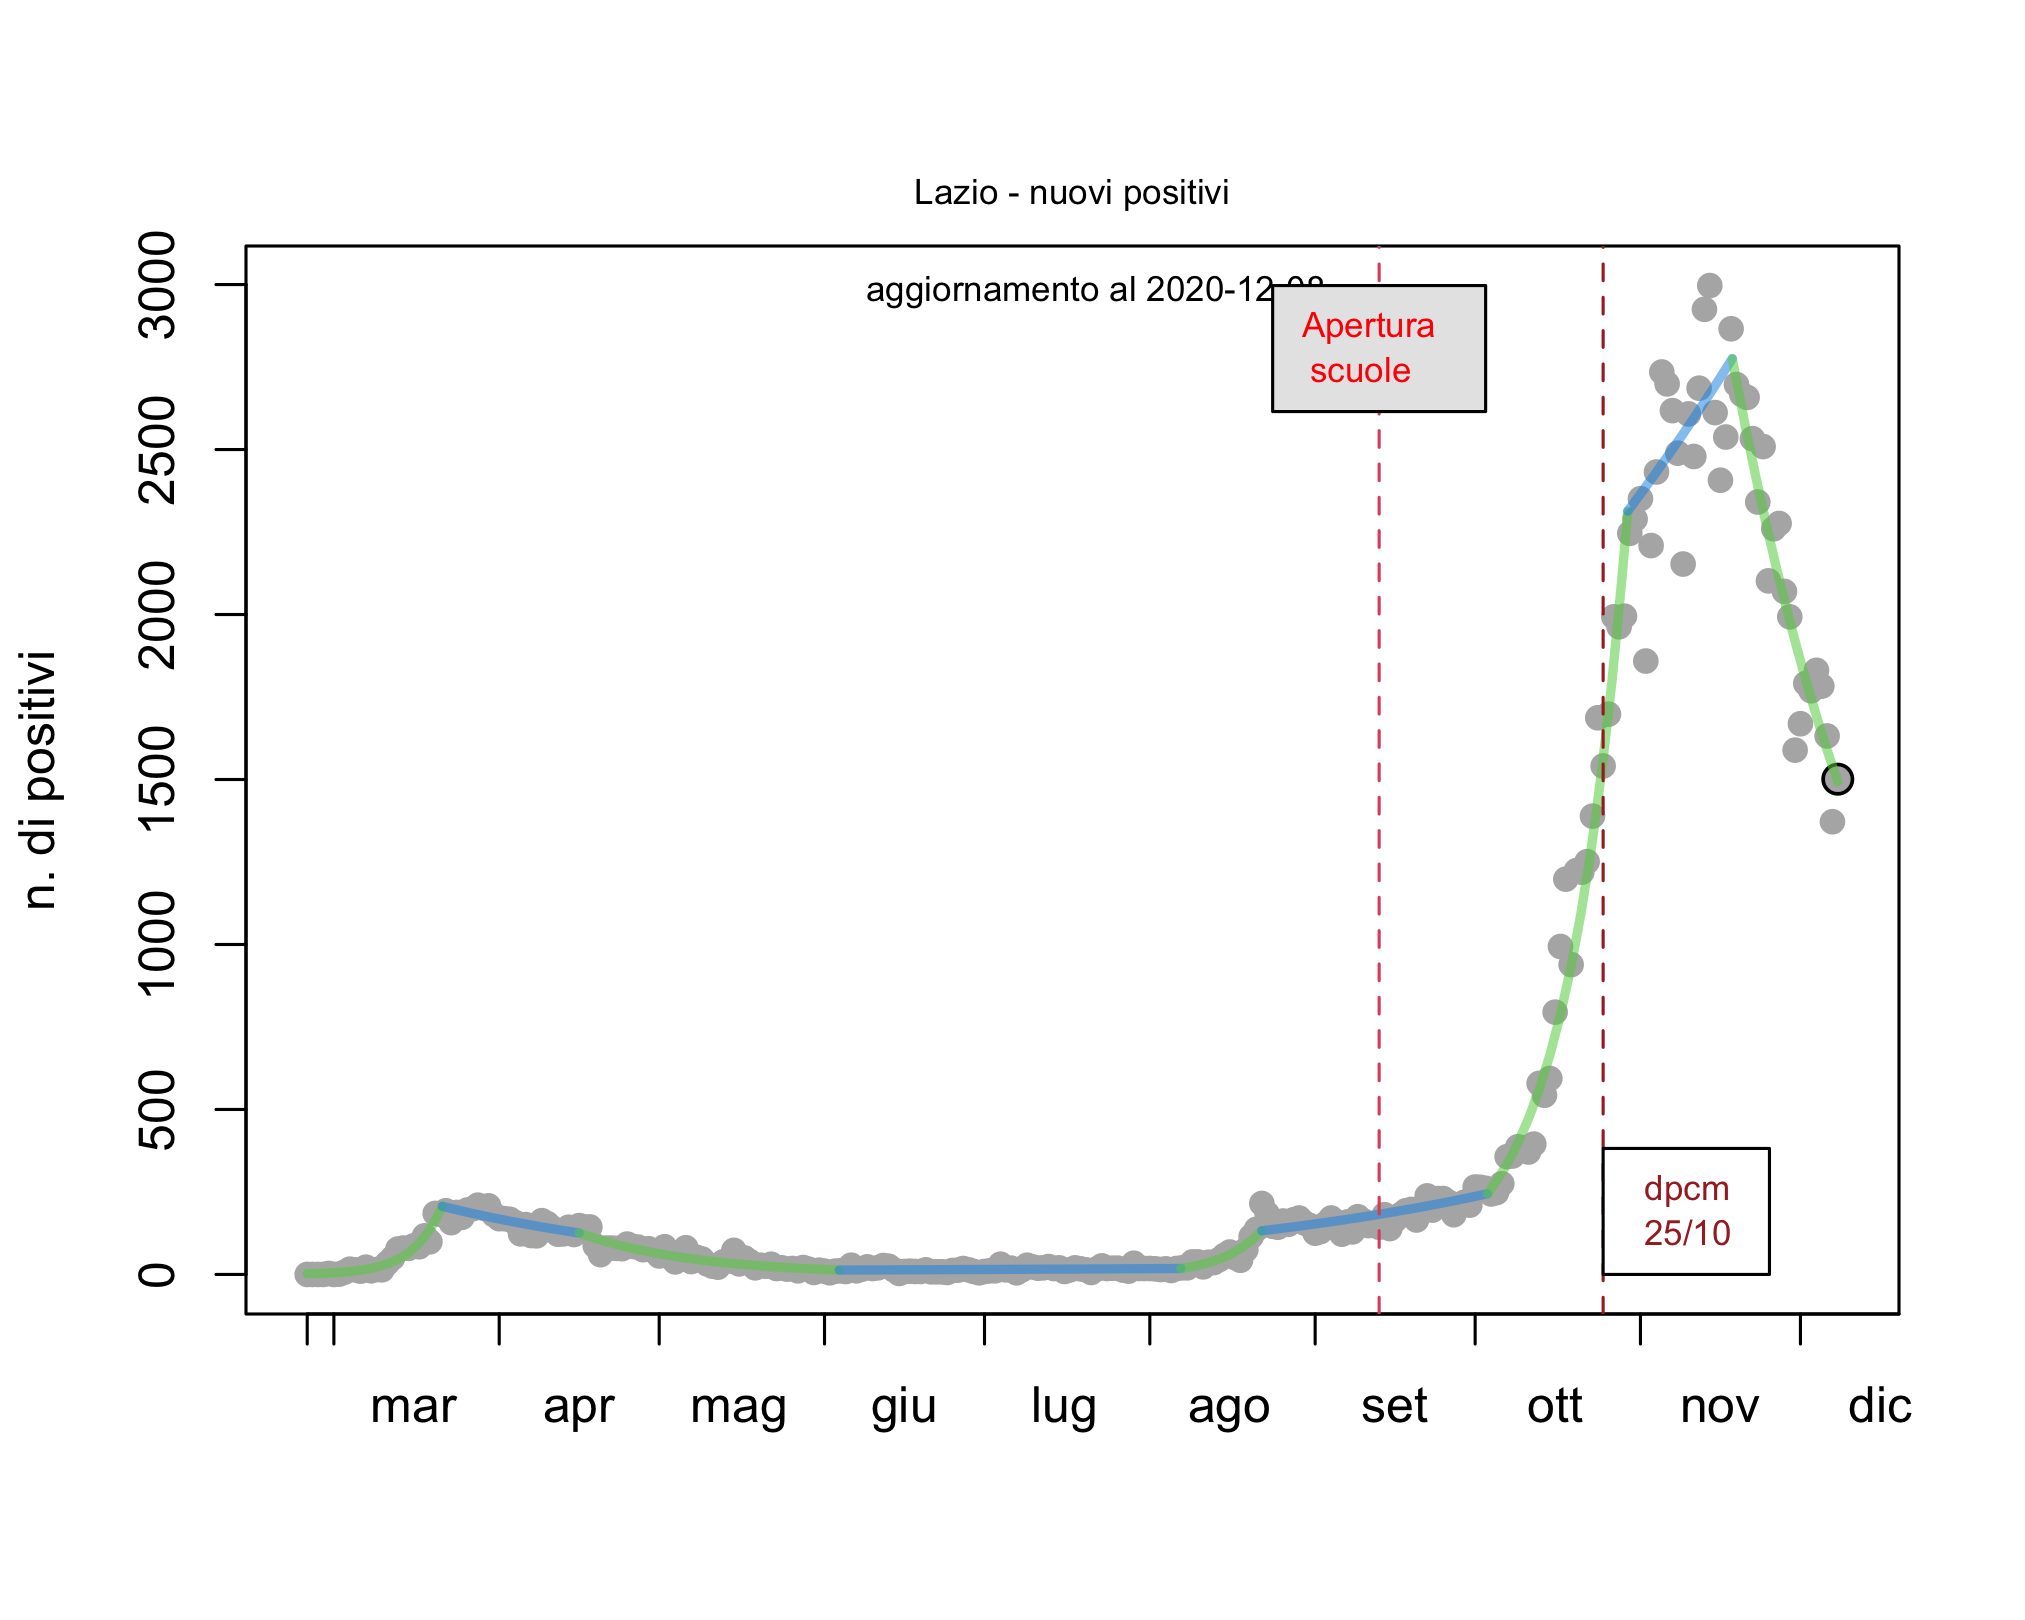 Lazio - nuovi positivi
aggiornamento al 2020-12-08
Apertura
scuole
n. di positivi
3000
2500
2000
1500
1000
500
0
dpcm
25/10
mar apr mag giu lug ago set ott nov dic